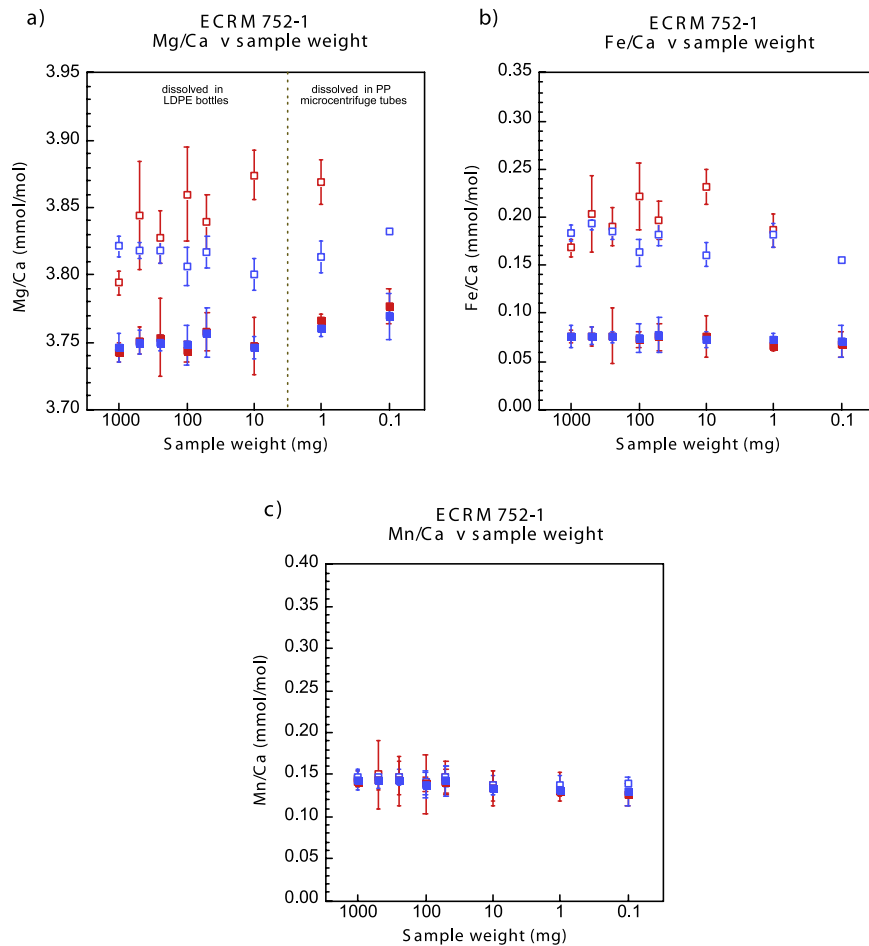 a)
ECRM 752-1
Mg/Ca v sample weight
dissolved in
LDPE bottles
dissolved in PP
microcentrifuge tubes
3.95
3.90
3.85
3.80
3.75
3.70
Mg/Ca (mmol/mol)
1000
100
10
1
0.1
Sample weight (mg)
b)
ECRM 752-1
Fe/Ca v sample weight
0.35
0.30
0.25
0.20
0.15
0.10
0.05
0.00
Fe/Ca (mmol/mol)
1000
100
10
1
0.1
Sample weight (mg)
c)
ECRM 752-1
Mn/Ca v sample weight
0.40
0.35
0.30
0.25
0.20
0.15
0.10
0.05
0.00
Mn/Ca (mmol/mol)
1000
100
10
1
0.1
Sample weight (mg)